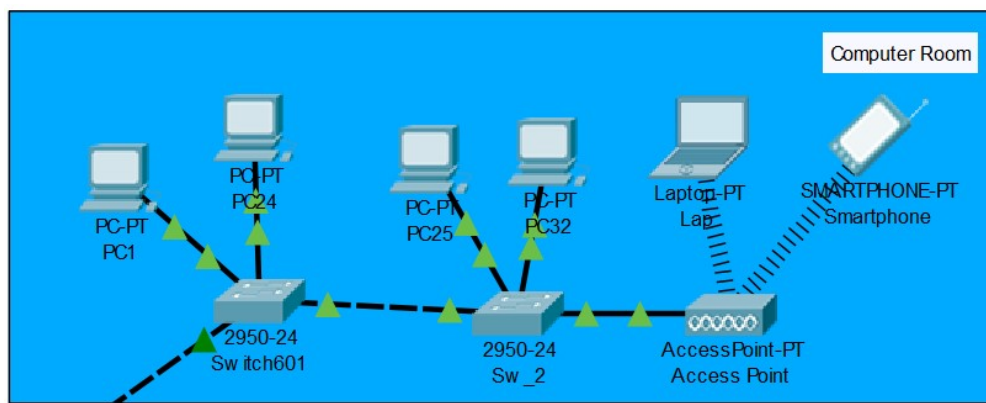 Computer Room
PC-PT
PC1
PC-PT
PC24
PC-PT
PC25
PC-PT
PC32
Laptop-PT
Lap
SMARTPHONE-PT
Smartphone
2950-24
Switch601
2950-24
Sw_2
AccessPoint-PT
Access Point